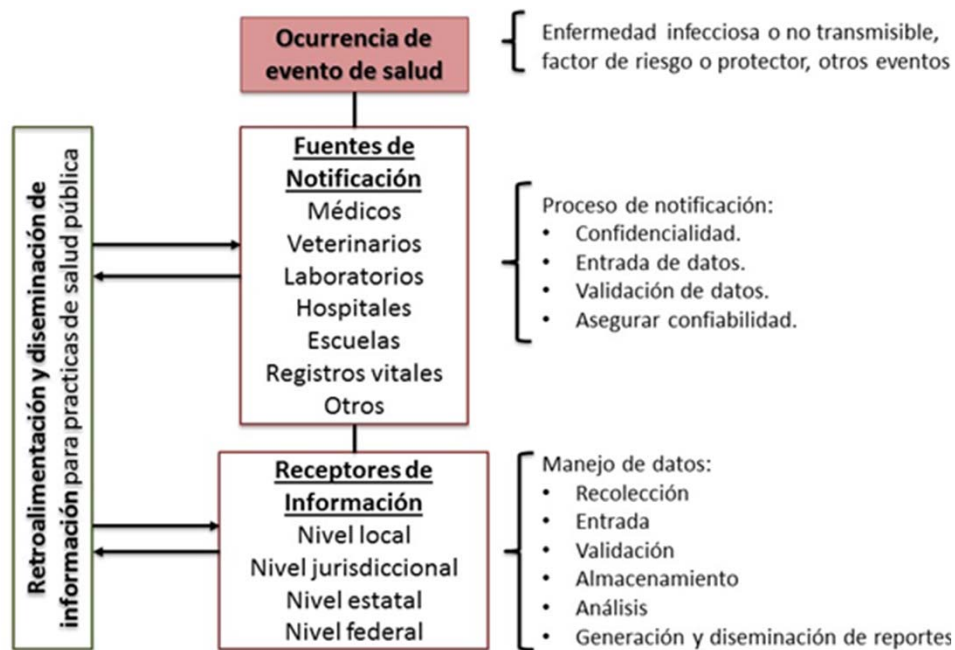 Ocurrencia de
evento de salud
Enfermedad infecciosa o no transmisible,
factor de riesgo o protector, otros eventos
Retroalimentación y diseminación de
información para practicas de salud pública
Fuentes de
Notificación
Médicos
Veterinarios
Laboratorios
Hospitales
Escuelas
Registros vitales
Otros
Proceso de notificación:
• Confidencialidad.
• Entrada de datos.
• Validación de datos.
• Asegurar confiabilidad.
Receptores de
Información
Nivel local
Nivel jurisdiccional
Nivel estatal
Nivel federal
Manejo de datos:
• Recolección
• Entrada
• Validación
• Almacenamiento
• Análisis
• Generación y diseminación de reportes